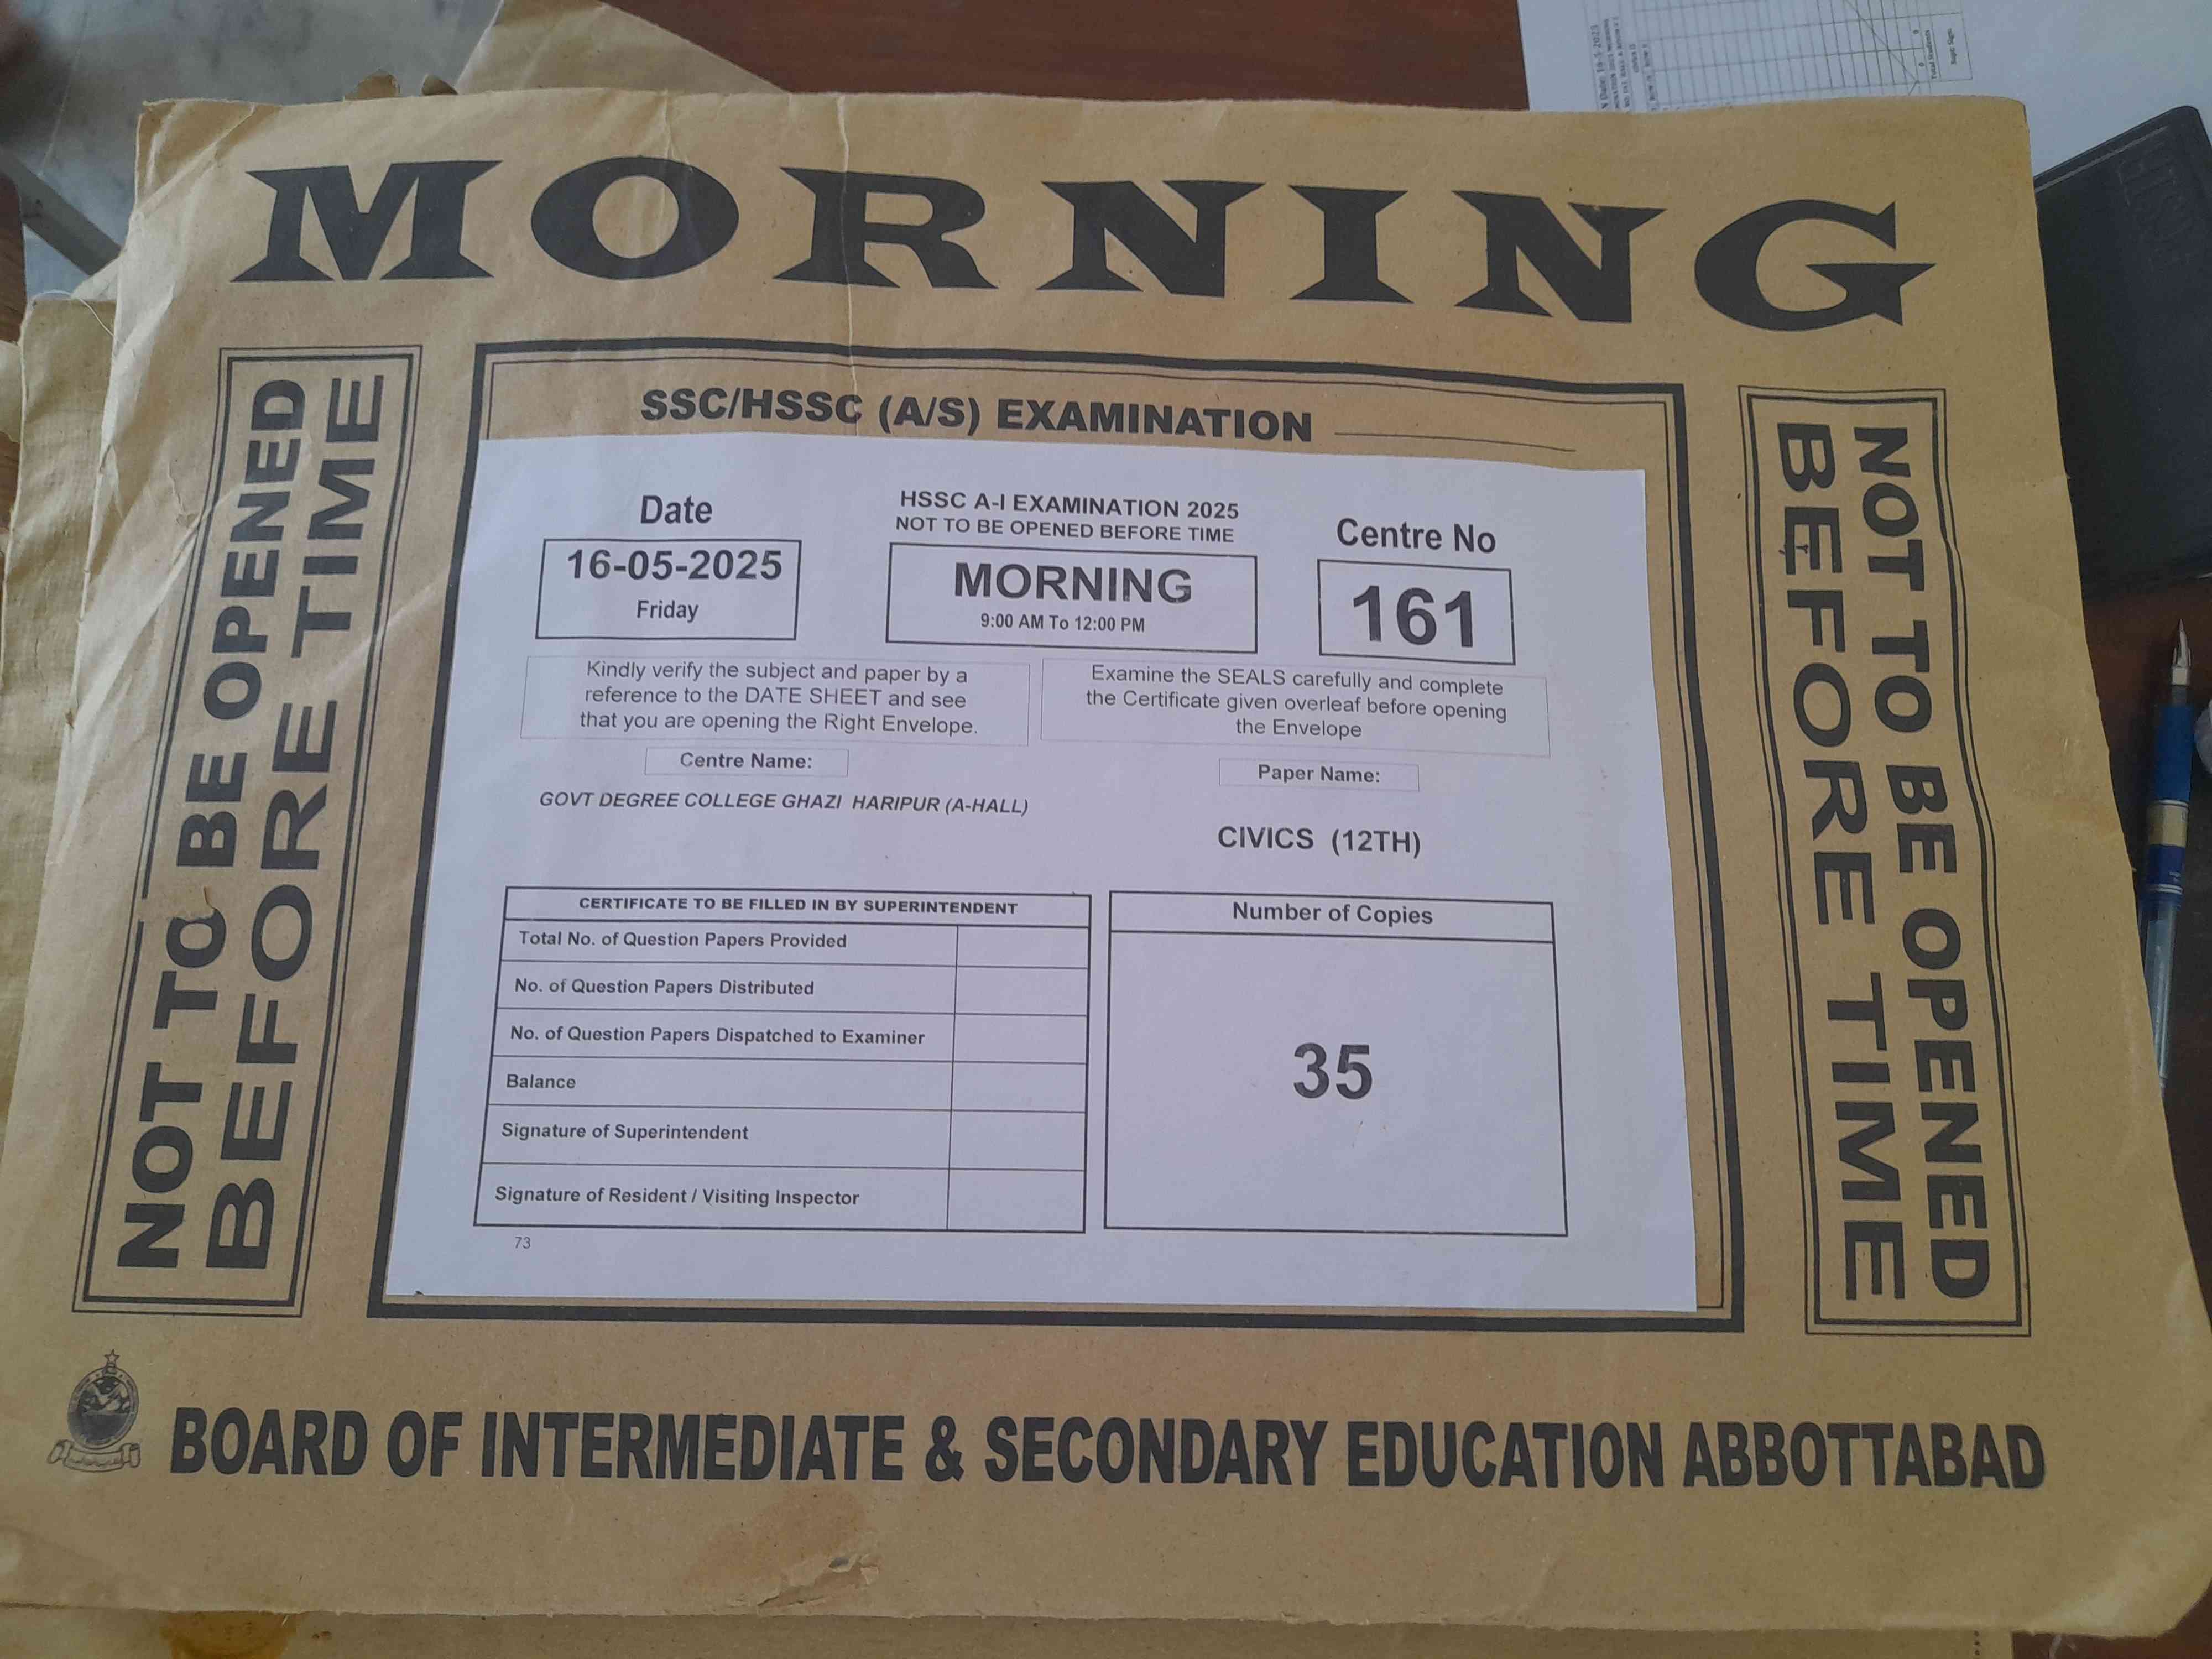 MORNING
NOT TO BE OPENED
BEFORE TIME
SSC/HSSC (A/S) EXAMINATION
Date
16-05-2025
Friday
HSSC A-I EXAMINATION 2025
NOT TO BE OPENED BEFORE TIME
MORNING
9:00 AM To 12:00 PM
Centre No
161
Kindly verify the subject and paper by a
reference to the DATE SHEET and see
that you are opening the Right Envelope.
Examine the SEALS carefully and complete
the Certificate given overleaf before opening
the Envelope
Centre Name:
GOVT DEGREE COLLEGE GHAZI HARIPUR (A-HALL)
Paper Name:
CIVICS (12TH)
CERTIFICATE TO BE FILLED IN BY SUPERINTENDENT
Total No. of Question Papers Provided
No. of Question Papers Distributed
No. of Question Papers Dispatched to Examiner
Balance
Signature of Superintendent
Signature of Resident / Visiting Inspector
Number of Copies
35
73
NOT TO BE OPENED
BEFORE TIME
BOARD OF INTERMEDIATE & SECONDARY EDUCATION ABBOTTABAD
Total Students
Supt. Sign.